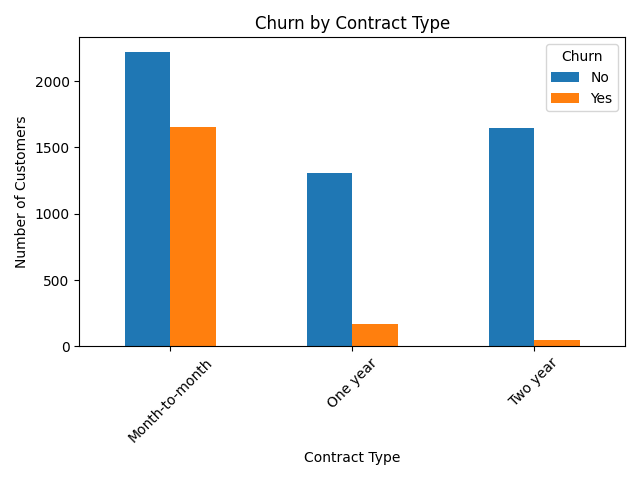 Churn by Contract Type
Churn
No
Yes
Number of Customers
2000
1500
1000
500
0
Month-to-month
One year
Two year
Contract Type